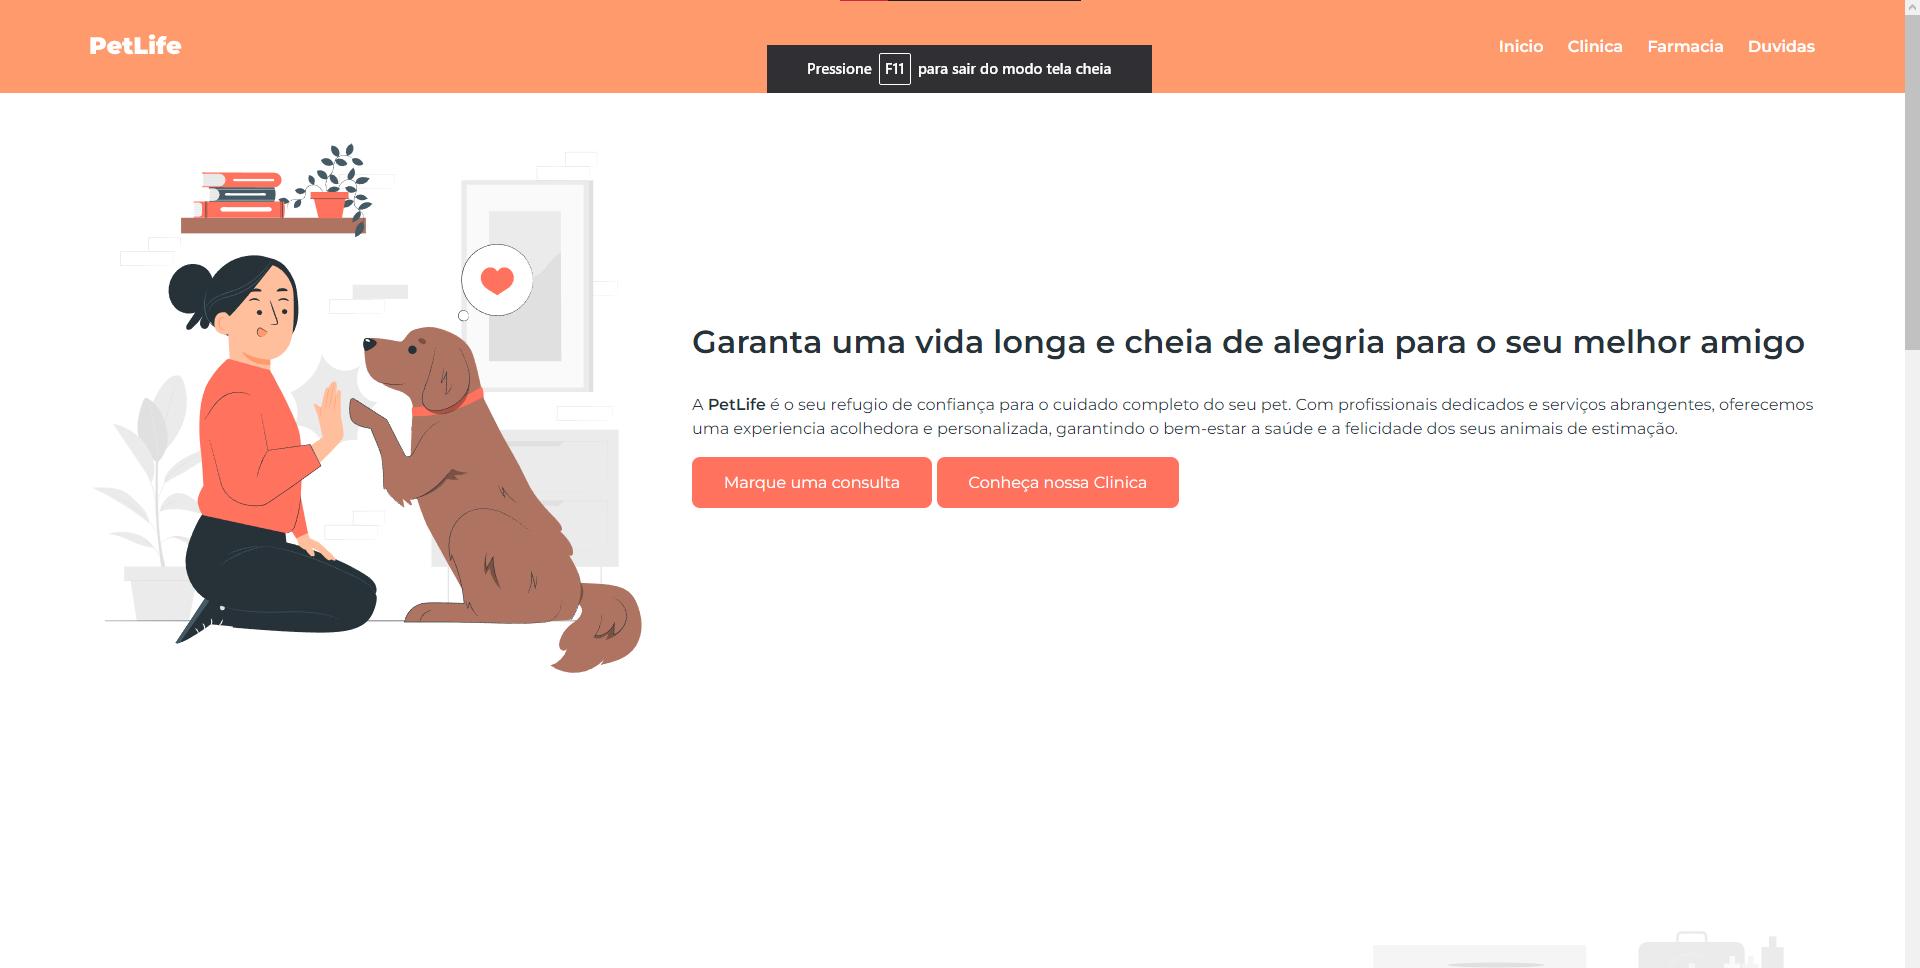 PetLife
Inicio Clinica Farmacia Duvidas
Pressione F11 para sair do modo tela cheia
Garanta uma vida longa e cheia de alegria para o seu melhor amigo
A PetLife é o seu refugio de confiança para o cuidado completo do seu pet. Com profissionais dedicados e serviços abrangentes, oferecemos
uma experiencia acolhedora e personalizada, garantindo o bem-estar a saúde e a felicidade dos seus animais de estimação.
Marque uma consulta Conheça nossa Clinica